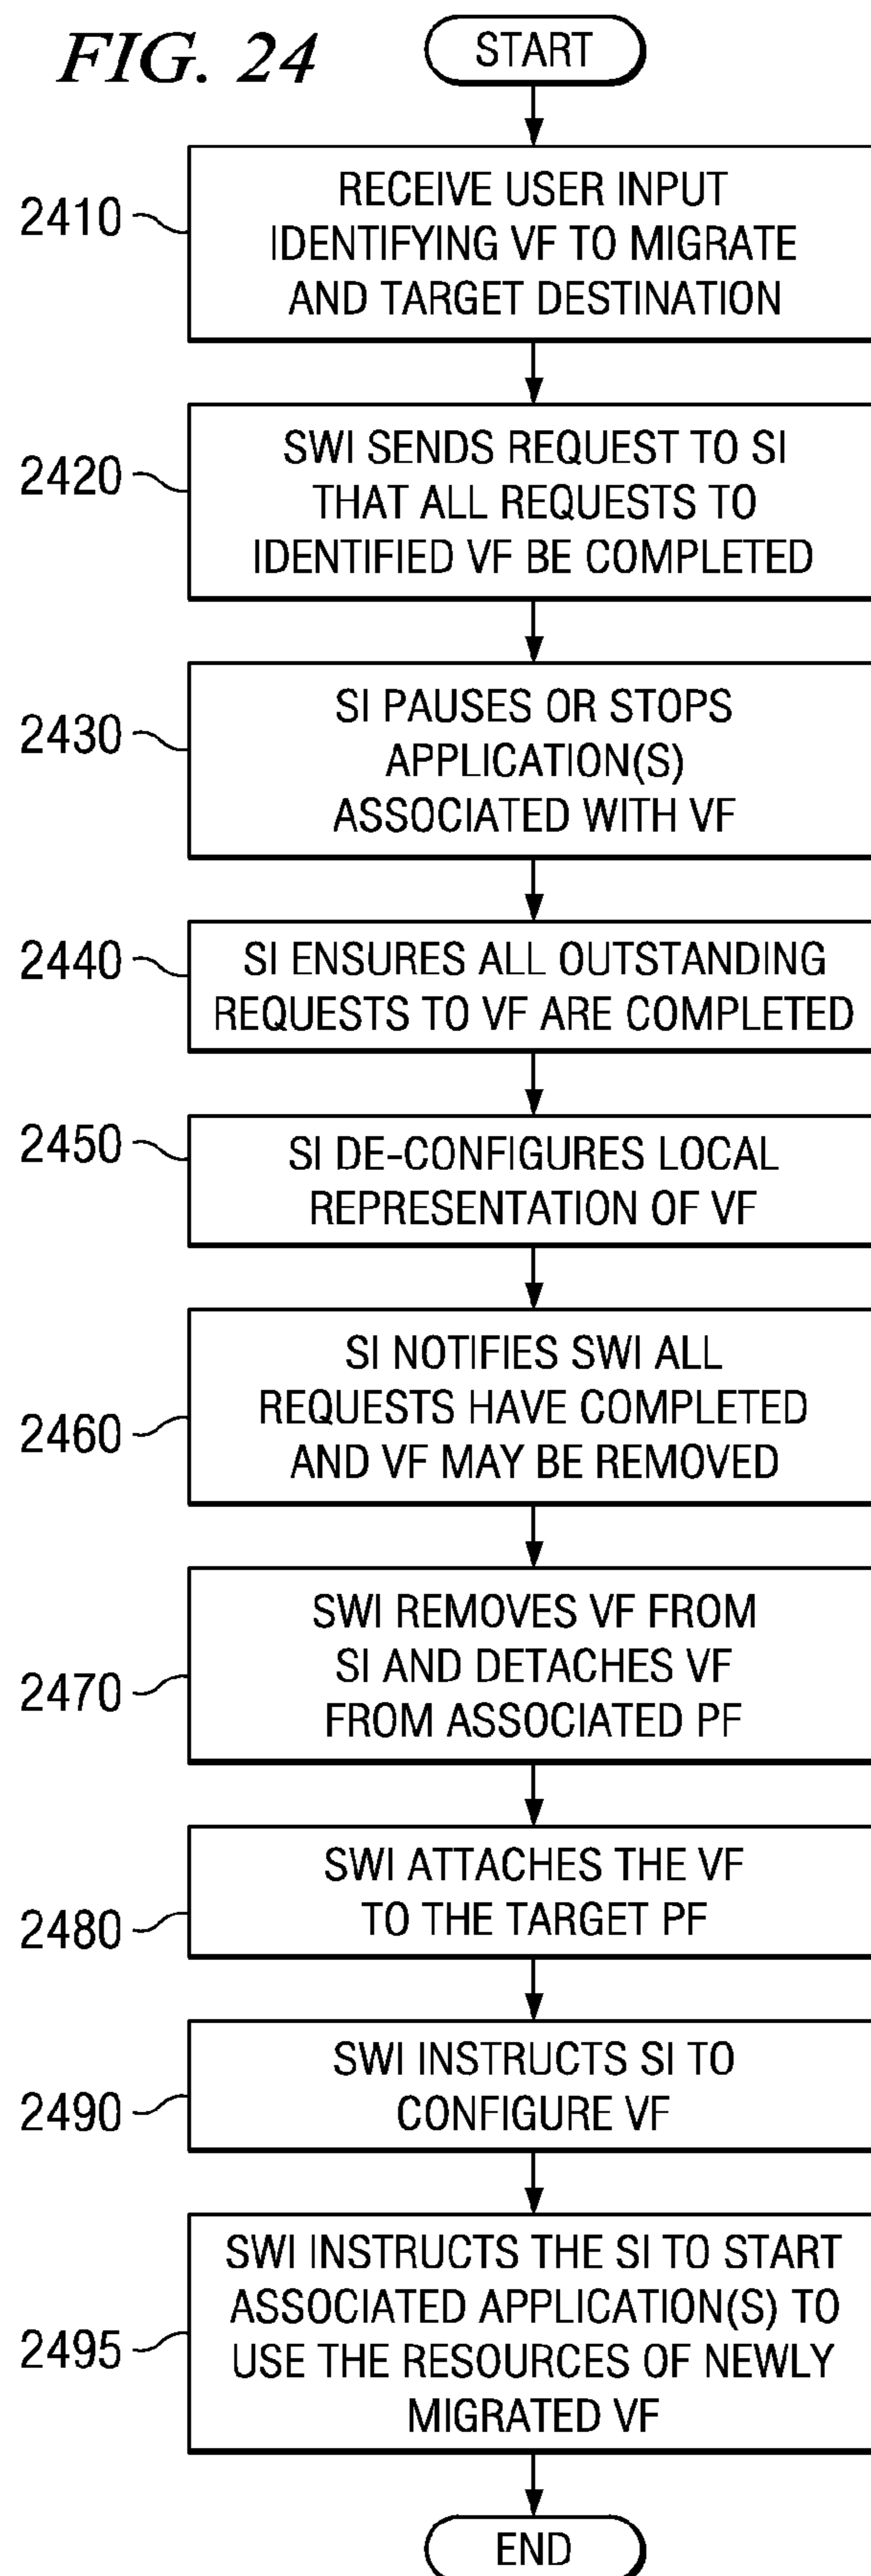 FIG. 24
START
2410
RECEIVE USER INPUT
IDENTIFYING VF TO MIGRATE
AND TARGET DESTINATION
2420
SWI SENDS REQUEST TO SI
THAT ALL REQUESTS TO
IDENTIFIED VF BE COMPLETED
2430
SI PAUSES OR STOPS
APPLICATION(S)
ASSOCIATED WITH VF
2440
SI ENSURES ALL OUTSTANDING
REQUESTS TO VF ARE COMPLETED
2450
SI DE-CONFIGURES LOCAL
REPRESENTATION OF VF
2460
SI NOTIFIES SWI ALL
REQUESTS HAVE COMPLETED
AND VF MAY BE REMOVED
2470
SWI REMOVES VF FROM
SI AND DETACHES VF
FROM ASSOCIATED PF
2480
SWI ATTACHES THE VF
TO THE TARGET PF
2490
SWI INSTRUCTS SI TO
CONFIGURE VF
2495
SWI INSTRUCTS THE SI TO START
ASSOCIATED APPLICATION(S) TO
USE THE RESOURCES OF NEWLY
MIGRATED VF
END